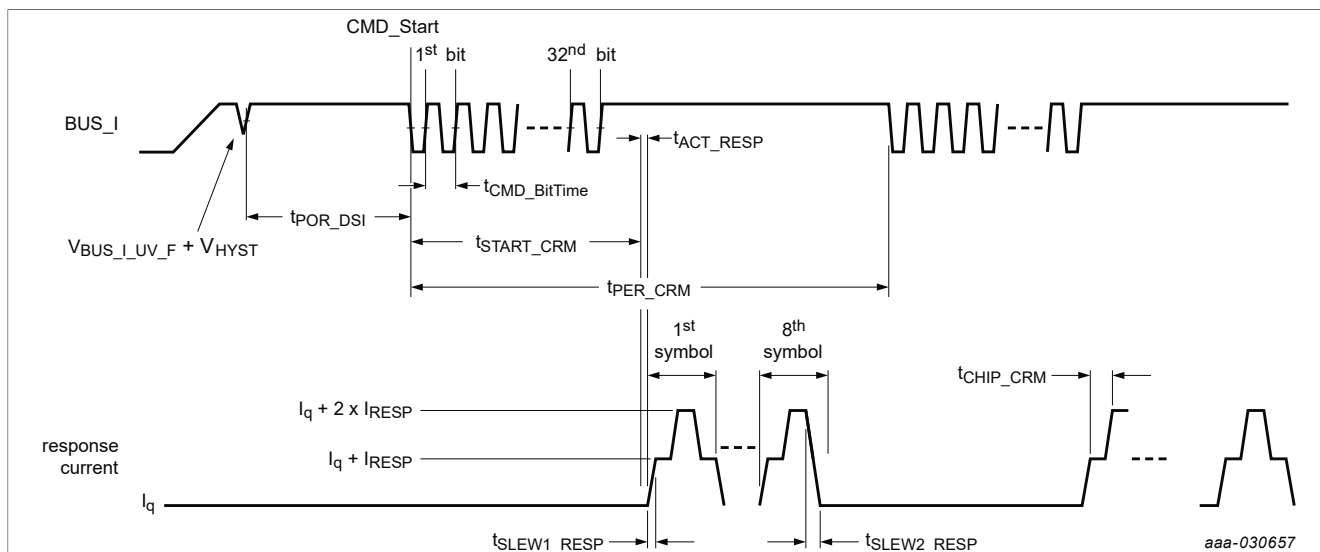 CMD_Start
1st bit
32nd bit
BUS_I
tACT_RESP
tCMD_BitTime
tPOR_DSI
VBUS_I_UV_F + VHYST
tSTART_CRM
tPER_CRM
1st symbol
8th symbol
tCHIP_CRM
Iq + 2 x IRESP
response current
Iq + IRESP
Iq
tSLEW1_RESP
tSLEW2_RESP
aaa-030657